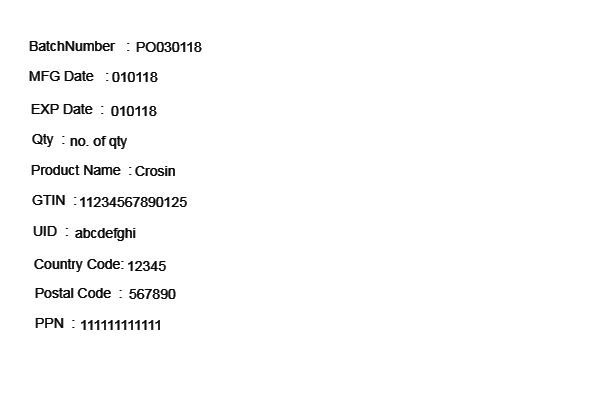 BatchNumber : PO030118
MFG Date : 010118
EXP Date : 010118
Qty : no. of qty
Product Name : Crosin
GTIN : 11234567890125
UID : abcdefghi
Country Code: 12345
Postal Code : 567890
PPN : 111111111111